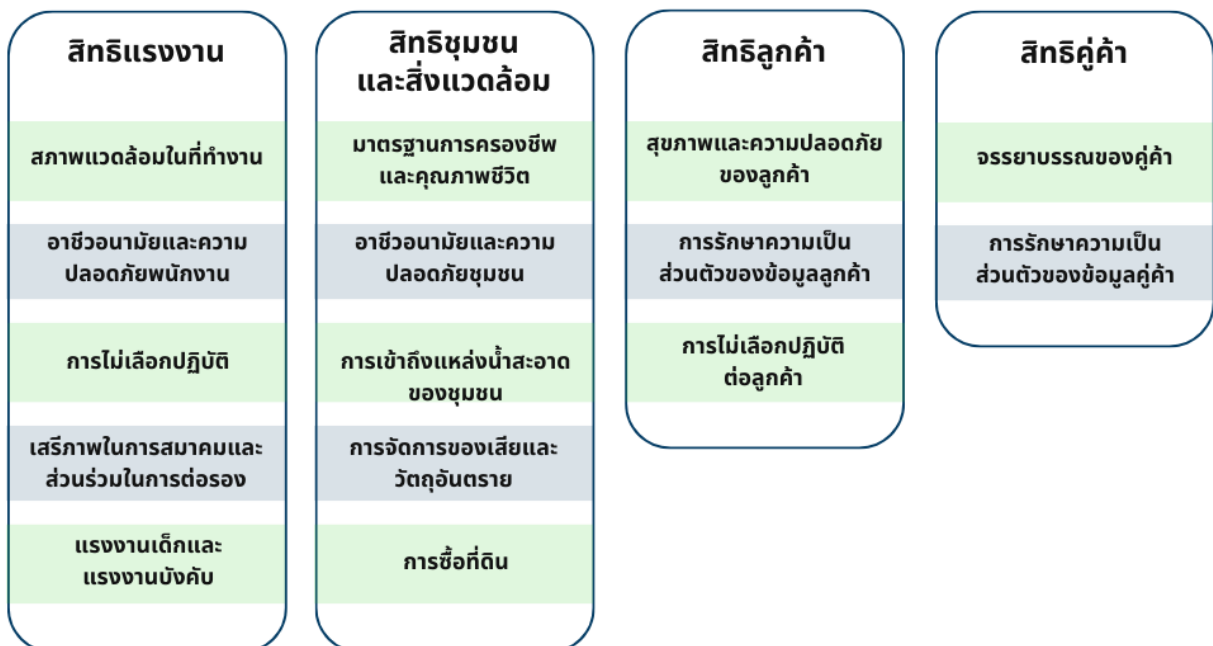 สิทธิแรงงาน
สภาพแวดล้อมในที่ทำงาน
อาชีวอนามัยและความ
ปลอดภัยพนักงาน
การไม่เลือกปฏิบัติ
เสรีภาพในการสมาคมและ
ส่วนร่วมในการต่อรอง
แรงงานเด็กและ
แรงงานบังคับ
สิทธิชุมชน
และสิ่งแวดล้อม
มาตรฐานการครองชีพ
และคุณภาพชีวิต
อาชีวอนามัยและความ
ปลอดภัยชุมชน
การเข้าถึงแหล่งน้ำสะอาด
ของชุมชน
การจัดการของเสียและ
วัตถุอันตราย
การซื้อที่ดิน
สิทธิลูกค้า
สุขภาพและความปลอดภัย
ของลูกค้า
การรักษาความเป็น
ส่วนตัวของข้อมูลลูกค้า
การไม่เลือกปฏิบัติ
ต่อลูกค้า
สิทธิคู่ค้า
จรรยาบรรณของคู่ค้า
การรักษาความเป็น
ส่วนตัวของข้อมูลคู่ค้า